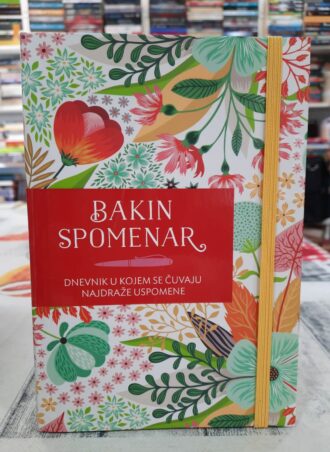 BAKIN
SPOMENAR
DNEVNIK U KOJEM SE ČUVAJU
NAJDRAŽE USPOMENE